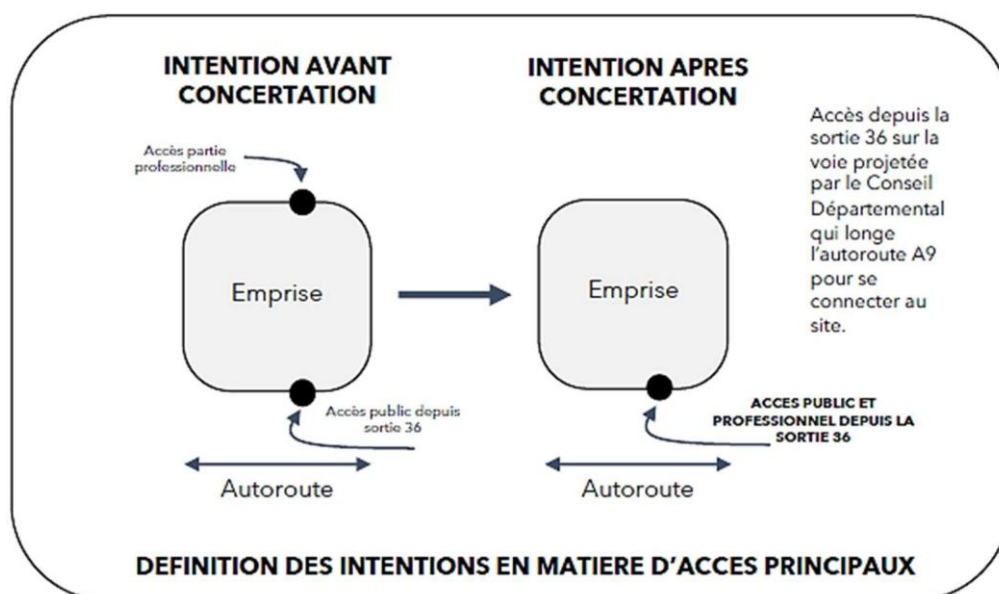 INTENTION AVANT
CONCERTATION
Accès partie
professionnelle
Emprise
Accès public depuis
sortie 36
Autoroute
INTENTION APRES
CONCERTATION
Emprise
ACCES PUBLIC ET
PROFESSIONNEL DEPUIS LA
SORTIE 36
Autoroute
Accès depuis la
sortie 36 sur la
voie projetée
par le Conseil
Départemental
qui longe
l'autoroute A9
pour se
connecter au
site.
DEFINITION DES INTENTIONS EN MATIERE D'ACCES PRINCIPAUX